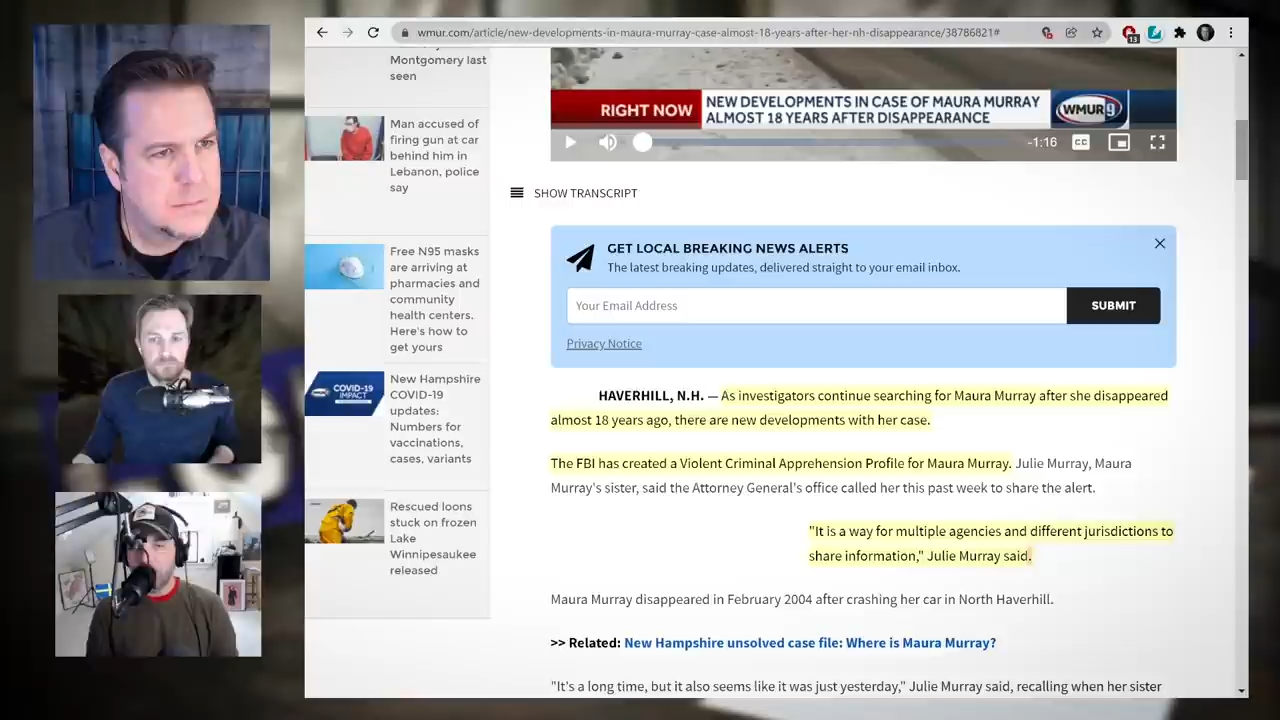 wmur.com/article/new-developments-in-maura-murray-case-almost-18-years-after-her-nh-disappearance/38786821#
13
Montgomery last
seen
Man accused of
firing gun at car
behind him in
Lebanon, police
say
Free N95 masks
are arriving at
pharmacies and
community
health centers.
Here's how to
get yours
COVID-19
IMPACT
New Hampshire
COVID-19
updates:
Numbers for
vaccinations,
cases, variants
Rescued loons
stuck on frozen
Lake
Winnipesaukee
released
RIGHT NOW
NEW DEVELOPMENTS IN CASE OF MAURA MURRAY
ALMOST 18 YEARS AFTER DISAPPEARANCE
WMUR9
-1:16
CC
SHOW TRANSCRIPT
GET LOCAL BREAKING NEWS ALERTS
The latest breaking updates, delivered straight to your email inbox.
Your Email Address
SUBMIT
Privacy Notice
HAVERHILL, N.H. — As investigators continue searching for Maura Murray after she disappeared
almost 18 years ago, there are new developments with her case.
The FBI has created a Violent Criminal Apprehension Profile for Maura Murray. Julie Murray, Maura
Murray's sister, said the Attorney General's office called her this past week to share the alert.
"It is a way for multiple agencies and different jurisdictions to
share information," Julie Murray said.
Maura Murray disappeared in February 2004 after crashing her car in North Haverhill.
>> Related: New Hampshire unsolved case file: Where is Maura Murray?
"It's a long time, but it also seems like it was just yesterday," Julie Murray said, recalling when her sister